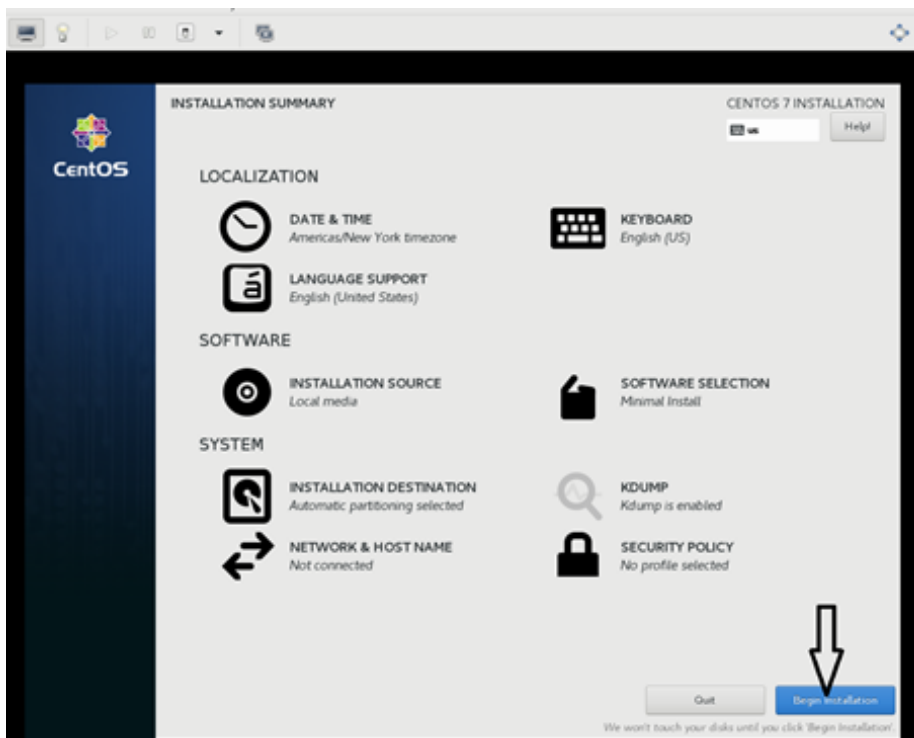 INSTALLATION SUMMARY
CENTOS 7 INSTALLATION
us
Help!
CentOS
LOCALIZATION
DATE & TIME
Americas/New York timezone
KEYBOARD
English (US)
LANGUAGE SUPPORT
English (United States)
SOFTWARE
INSTALLATION SOURCE
Local media
SOFTWARE SELECTION
Minimal Install
SYSTEM
INSTALLATION DESTINATION
Automatic partitioning selected
KDUMP
Kdump is enabled
NETWORK & HOST NAME
Not connected
SECURITY POLICY
No profile selected
Quit
Begin Installation
We won't touch your disks until you click 'Begin Installation'.